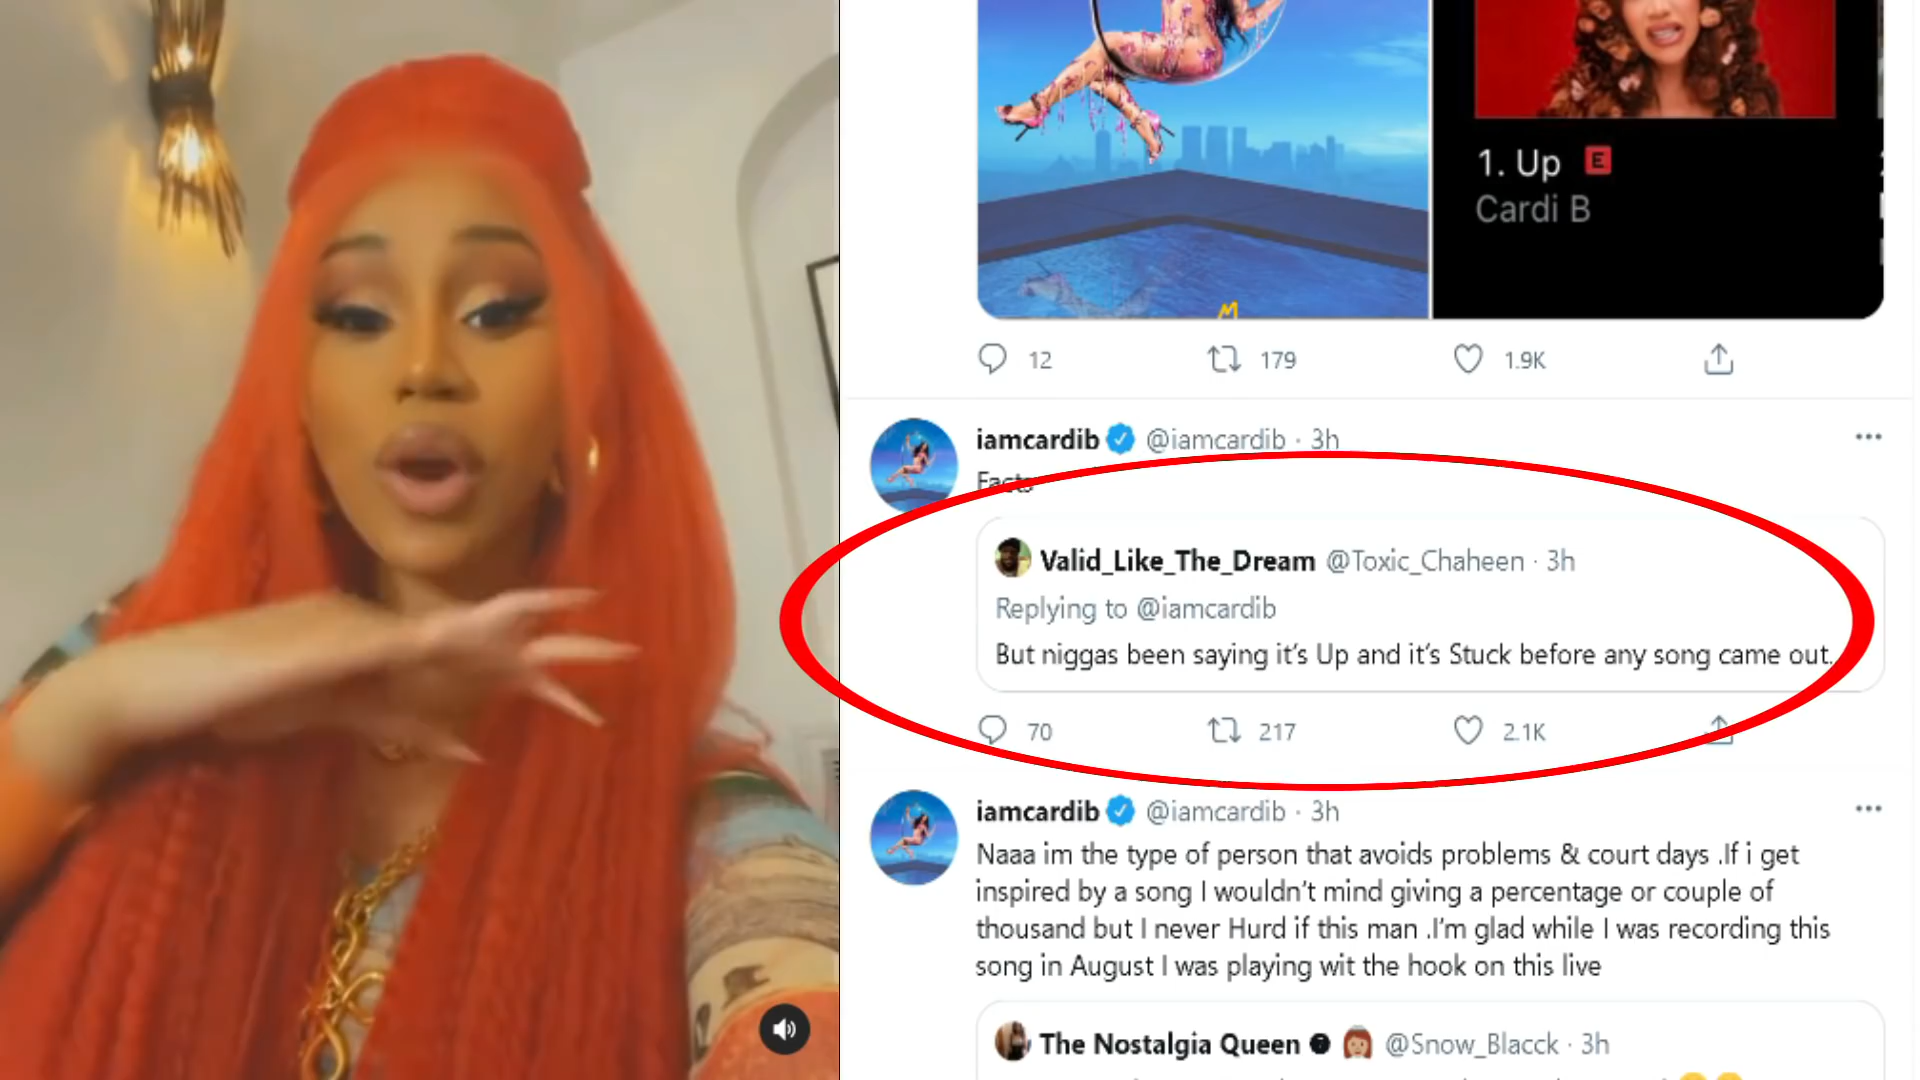 1. Up E
Cardi B
12 179 1.9K
iamcardib @iamcardib · 3h
Facts
Valid_Like_The_Dream @Toxic_Chaheen · 3h
Replying to @iamcardib
But niggas been saying it's Up and it's Stuck before any song came out.
70 217 2.1K
iamcardib @iamcardib · 3h
Naaa im the type of person that avoids problems & court days .If i get
inspired by a song I wouldn't mind giving a percentage or couple of
thousand but I never Hurd if this man .I'm glad while I was recording this
song in August I was playing wit the hook on this live
The Nostalgia Queen @Snow_Blacck · 3h